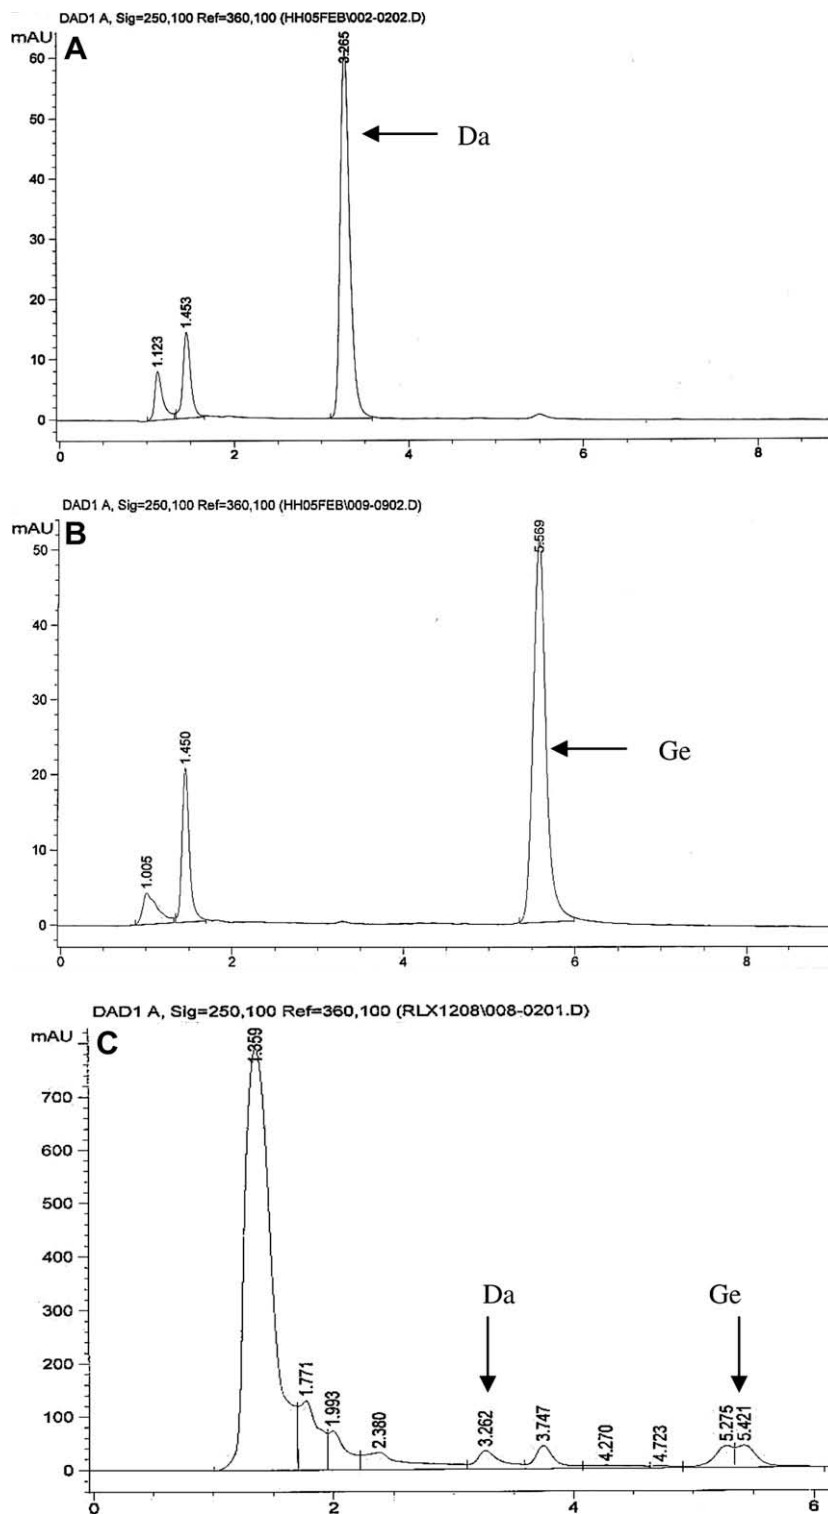 DAD1 A, Sig=250,100 Ref=360,100 (HH05FEB\002-0202.D)
mAU
A
60
50
40
30
20
10
0
1.123
1.453
3.265
Da
0 2 4 6 8
DAD1 A, Sig=250,100 Ref=360,100 (HH05FEB\009-0902.D)
mAU
B
50
40
30
20
10
0
1.005
1.450
5.569
Ge
0 2 4 6 8
DAD1 A, Sig=250,100 Ref=360,100 (RLX1208\008-0201.D)
mAU
C
700
600
500
400
300
200
100
0
1.359
1.771
1.993
2.380
3.262
3.747
4.270
4.723
5.275
5.421
Da
Ge
0 2 4 6